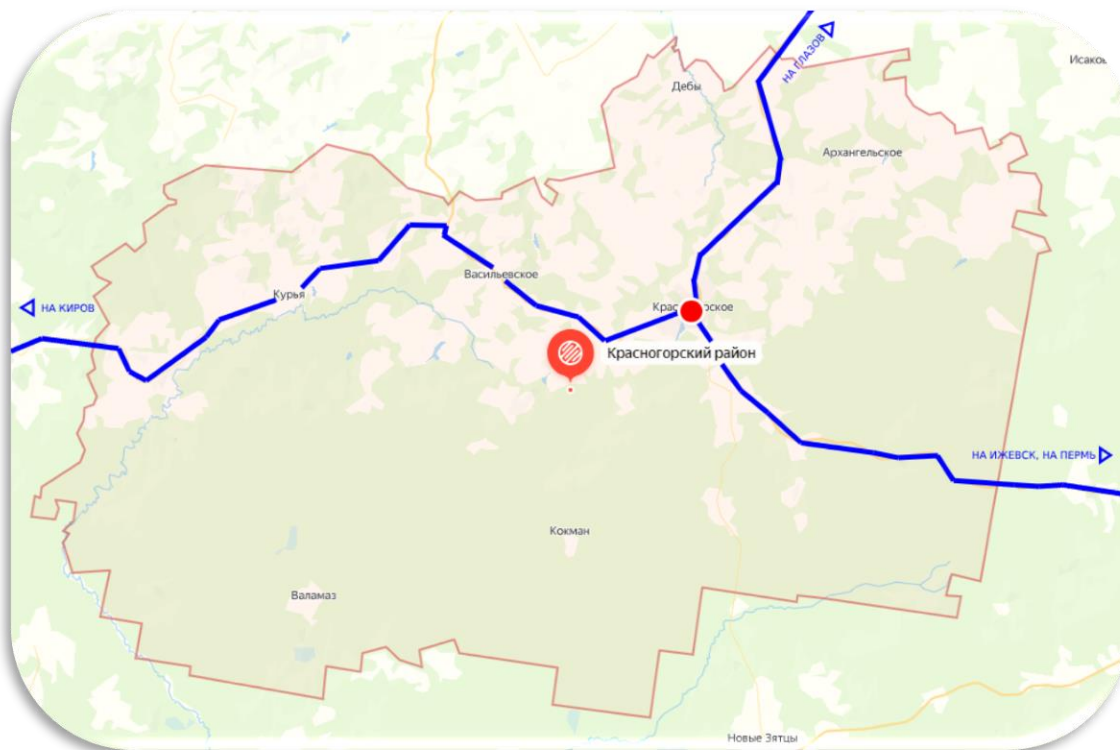 НА ГЛАЗОВ
Исаков
Дебы
Архангельское
Васильевское
Курья
НА КИРОВ
Красногорское
Красногорский район
НА ИЖЕВСК, НА ПЕРМЬ
Кокман
Валамаз
Новые Зятцы